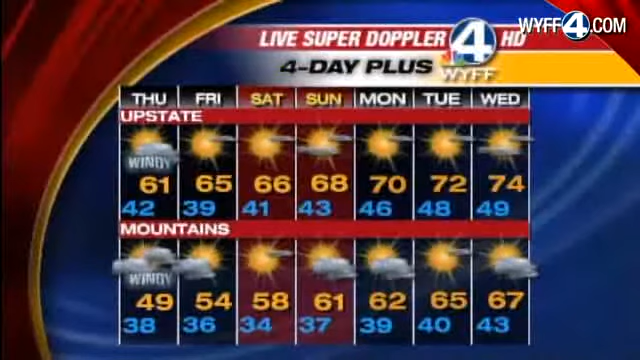 WYFF4.COM
LIVE SUPER DOPPLER 4 HD
4-DAY PLUS WYFF
THU FRI SAT SUN MON TUE WED
UPSTATE
WINDY
61 65 66 68 70 72 74
42 39 41 43 46 48 49
MOUNTAINS
WINDY
49 54 58 61 62 65 67
38 36 34 37 39 40 43